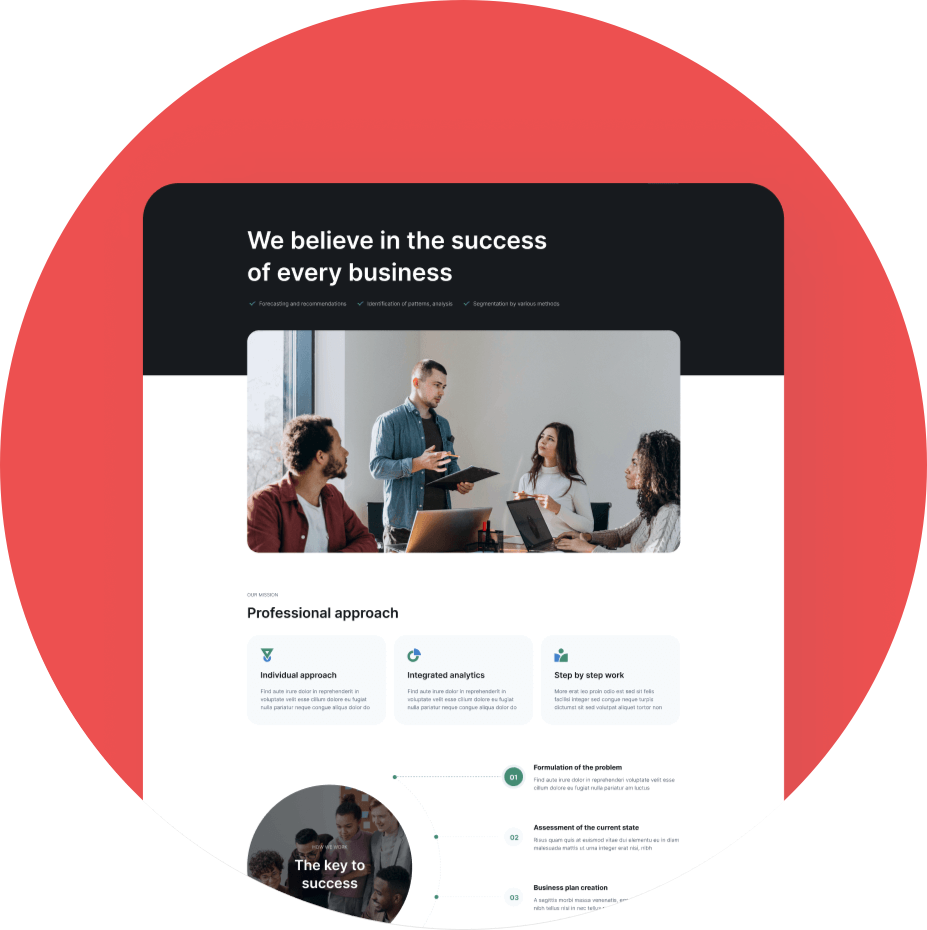 We believe in the success
of every business
Forecasting and recommendations
Identification of patterns, analysis
Segmentation by various methods
OUR MISSION
Professional approach
Individual approach
Find aute irure dolor in reprehenderit in
voluptate velit esse cillum dolore eu fugiat
nulla pariatur neque congue aliqua dolor do
Integrated analytics
Find aute irure dolor in reprehenderit in
voluptate velit esse cillum dolore eu fugiat
nulla pariatur neque congue aliqua dolor do
Step by step work
More erat leo proin odio est sed sit felis
facilisi integer sed congue neque turpis
dictumst sit sed volutpat aliquet tortor non
HOW WE WORK
The key to
success
01
Formulation of the problem
Find aute irure dolor in reprehenderi voluptate velit esse
cillum dolore eu fugiat nulla pariatur am luctus
02
Assessment of the current state
Risus quam quis at euismod vitae dui elementu eu in diam
malesuada mattis ut urna integer erat nisi, nibh
03
Business plan creation
A sagittis morbi massa venenatis,
nibh tellus nisi in nec tellus